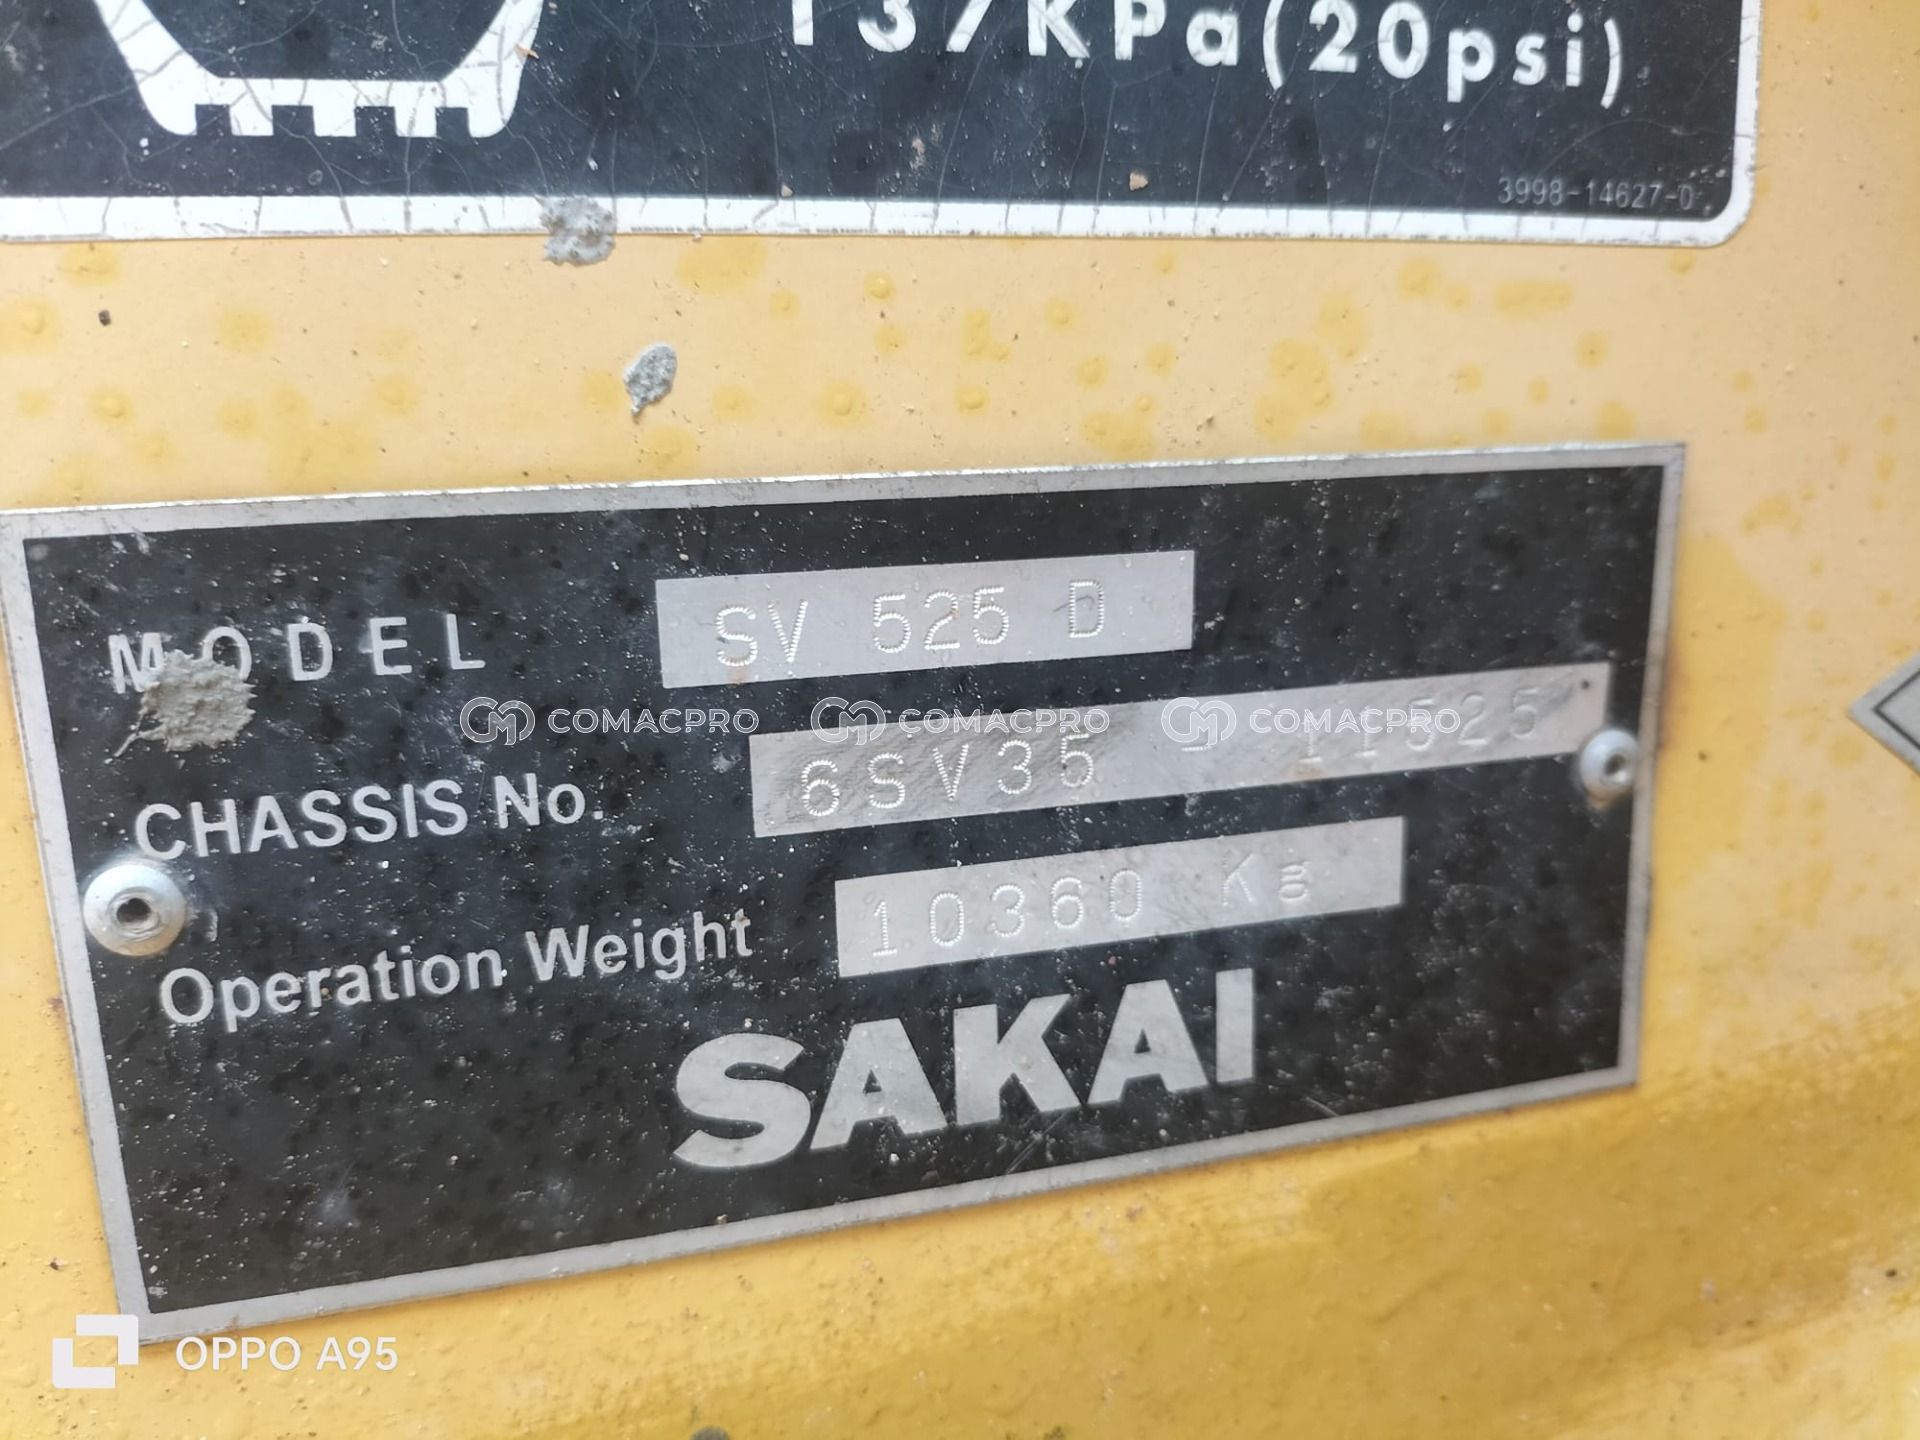 137KPa(20psi)
3998-14627-0
MODEL SV 525 D
COMACPRO COMACPRO COMACPRO
CHASSIS No. 6SV35 - 11525
Operation Weight 10360 Kg
SAKAI
OPPO A95